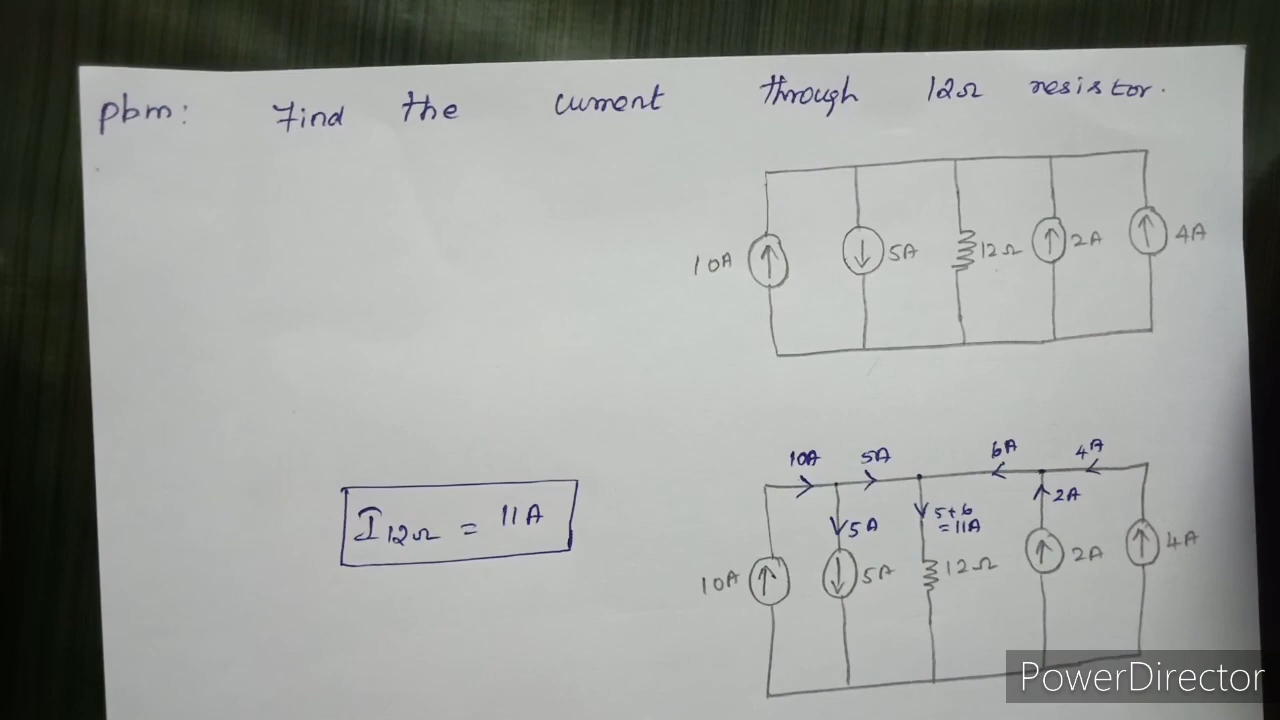 pbm: Find the current through 12Ω resistor.
10A 5A 12Ω 2A 4A
10A 5A 6A 4A
5A 5+6 2A
=11A
I12Ω = 11A
10A 5A 12Ω 2A 4A
PowerDirector